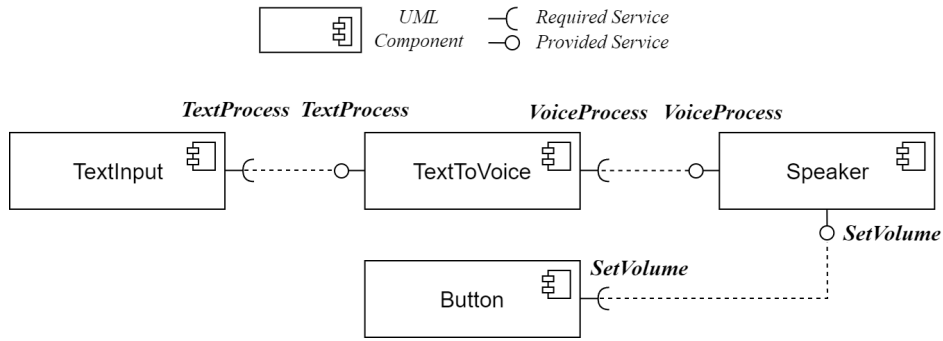 UML
Component
Required Service
Provided Service
TextProcess TextProcess VoiceProcess VoiceProcess
TextInput TextToVoice Speaker
SetVolume
SetVolume
Button